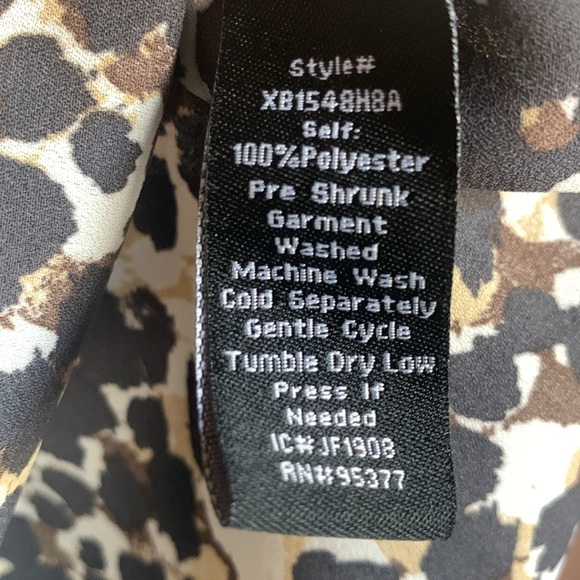 Style#
XB1548H8A
Self:
100%Polyester
Pre Shrunk
Garment
Washed
Machine Wash
Cold Separately
Gentle Cycle
Tumble Dry Low
Press If
Needed
IC#JF1908
RN#95377